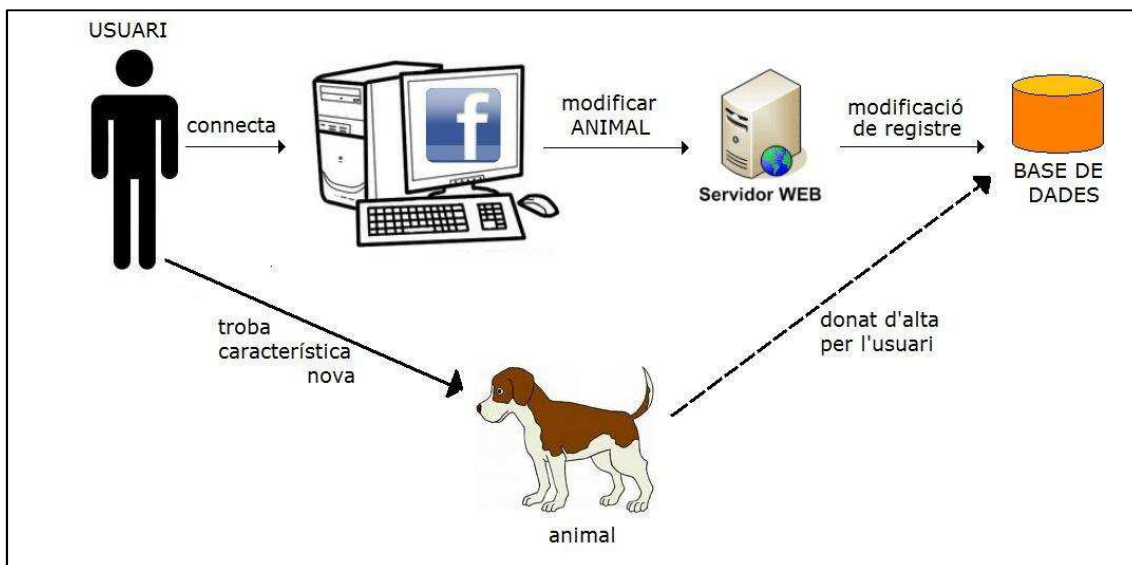 USUARI
connecta
f
modificar
ANIMAL
Servidor WEB
modificació
de registre
BASE DE
DADES
troba
característica
nova
donat d'alta
per l'usuari
animal